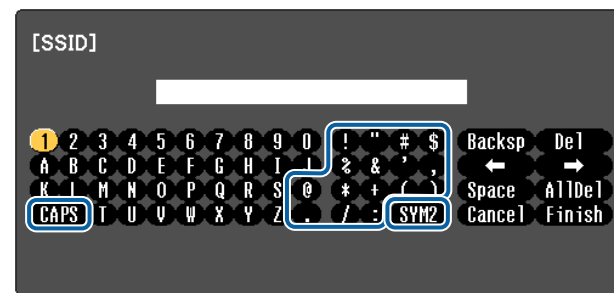 [SSID]
1 2 3 4 5 6 7 8 9 0 ! " # $ Backsp Del
A B C D E F G H I J % & ' , ← →
K L M N O P Q R S @ * + ( ) Space AllDel
CAPS T U V W X Y Z . / : SYM2 Cancel Finish